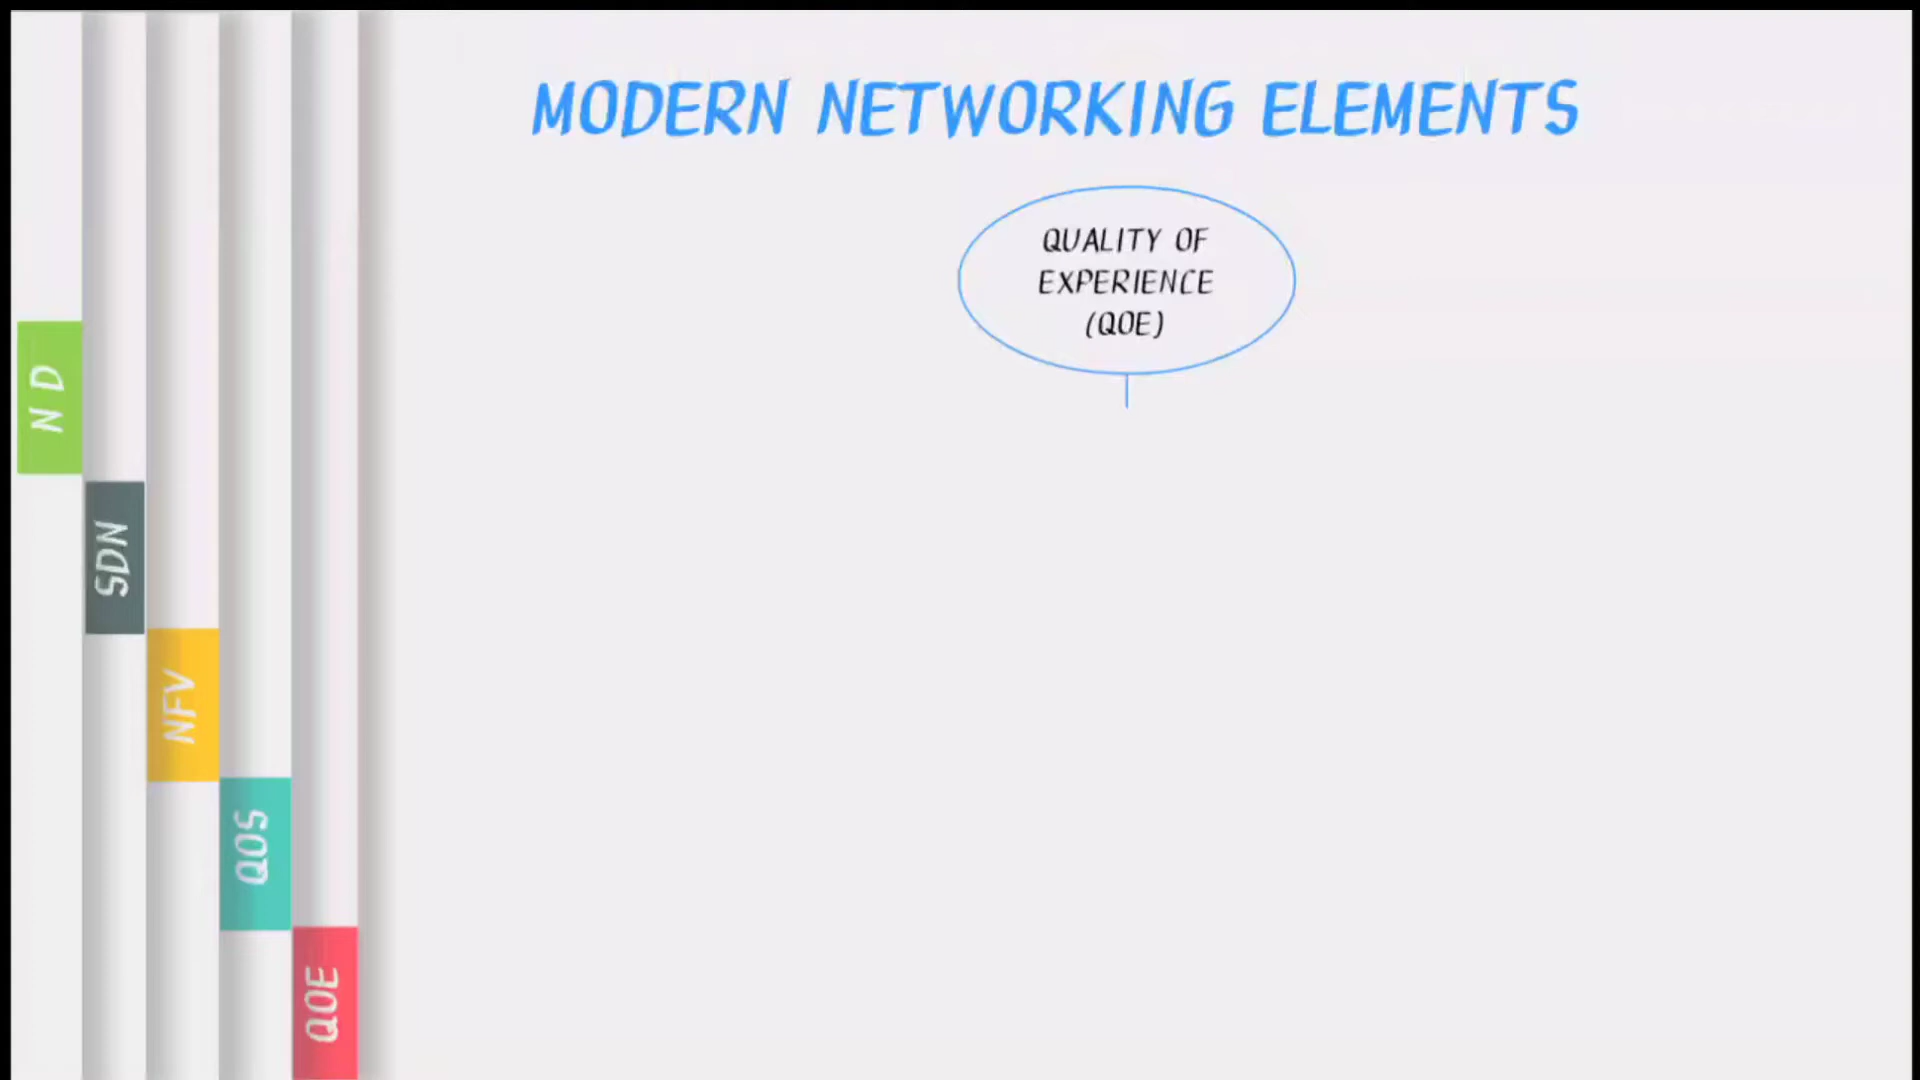 MODERN NETWORKING ELEMENTS
QUALITY OF
EXPERIENCE
(QOE)
N D
SDN
NFV
QOS
QOE